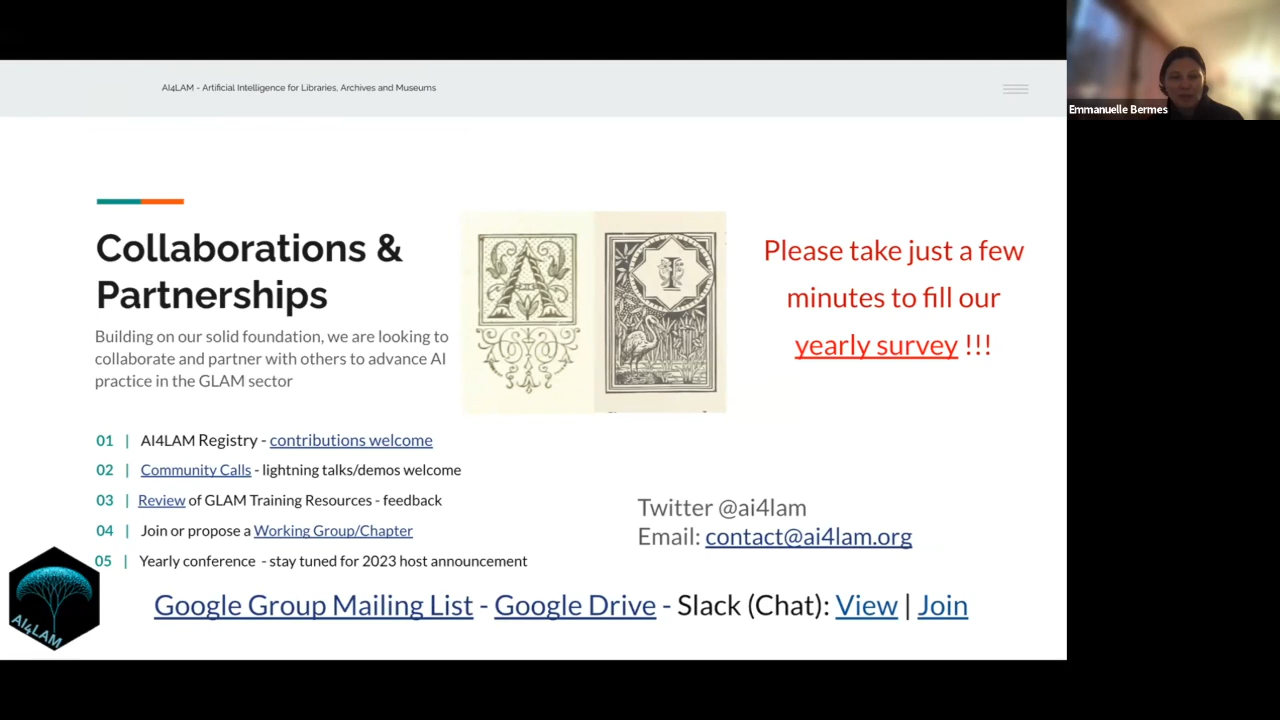 AI4LAM - Artificial Intelligence for Libraries, Archives and Museums
Emmanuelle Bermes
Collaborations &
Partnerships
Building on our solid foundation, we are looking to
collaborate and partner with others to advance AI
practice in the GLAM sector
A I
Please take just a few
minutes to fill our
yearly survey !!!
01 | AI4LAM Registry - contributions welcome
02 | Community Calls - lightning talks/demos welcome
03 | Review of GLAM Training Resources - feedback
04 | Join or propose a Working Group/Chapter
05 | Yearly conference - stay tuned for 2023 host announcement
Twitter @ai4lam
Email: contact@ai4lam.org
AI4LAM
Google Group Mailing List - Google Drive - Slack (Chat): View | Join